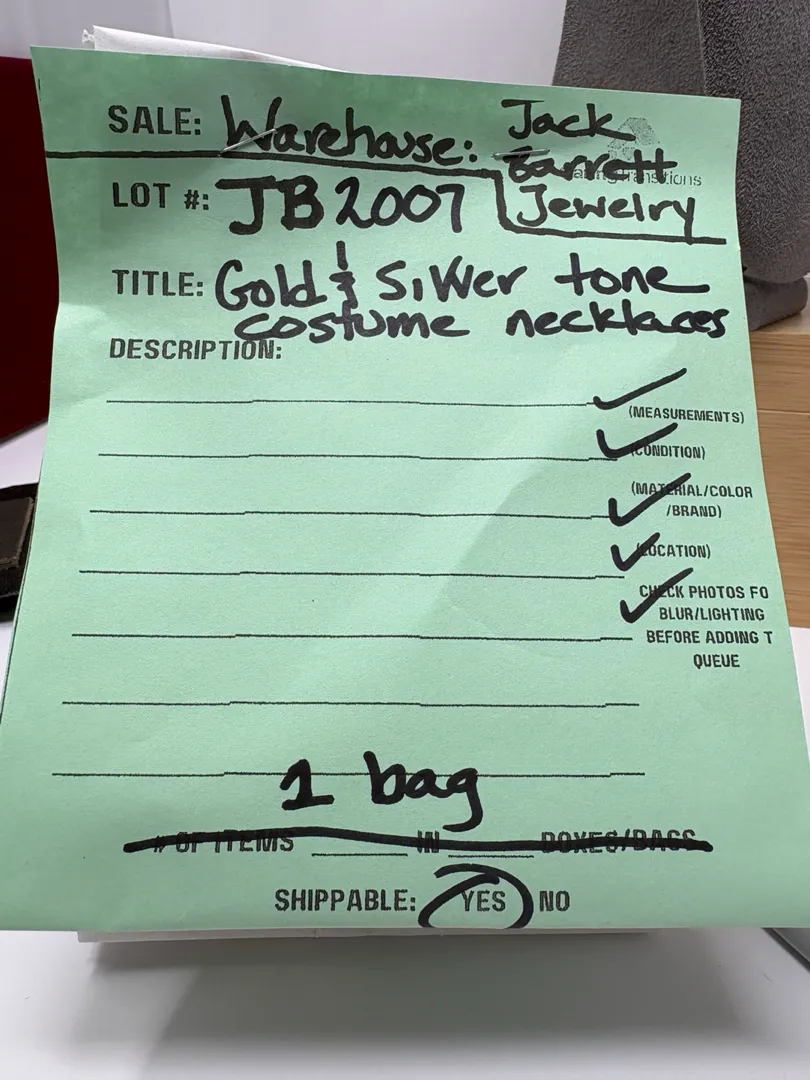 SALE: Warehouse: Jack
Barrett
Transitions
LOT #: JB2007 Jewelry
TITLE: Gold & Silver tone
costume necklaces
DESCRIPTION:
(MEASUREMENTS)
(CONDITION)
(MATERIAL/COLOR
/BRAND)
(LOCATION)
CHECK PHOTOS FO
BLUR/LIGHTING
BEFORE ADDING T
QUEUE
1 bag
# OF ITEMS IN BOXES/BAGS
SHIPPABLE: YES NO